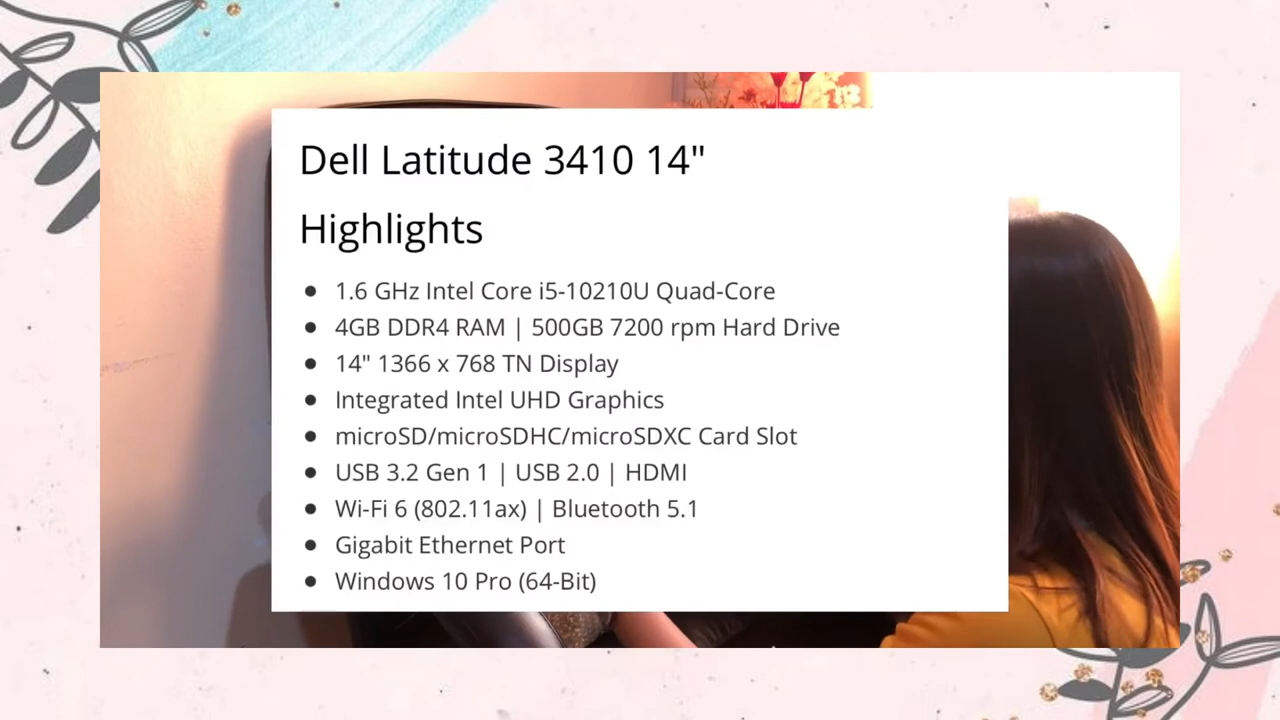 Dell Latitude 3410 14"
Highlights
• 1.6 GHz Intel Core i5-10210U Quad-Core
• 4GB DDR4 RAM | 500GB 7200 rpm Hard Drive
• 14" 1366 x 768 TN Display
• Integrated Intel UHD Graphics
• microSD/microSDHC/microSDXC Card Slot
• USB 3.2 Gen 1 | USB 2.0 | HDMI
• Wi-Fi 6 (802.11ax) | Bluetooth 5.1
• Gigabit Ethernet Port
• Windows 10 Pro (64-Bit)